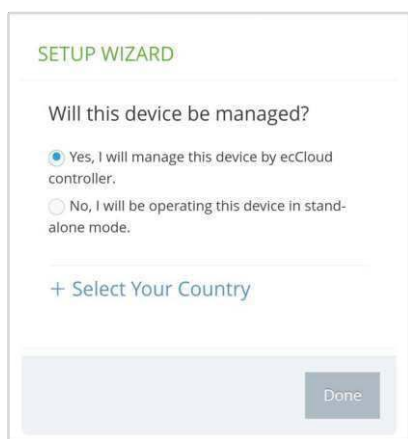 SETUP WIZARD
Will this device be managed?
Yes, I will manage this device by ecCloud
controller.
No, I will be operating this device in stand-
alone mode.
+ Select Your Country
Done